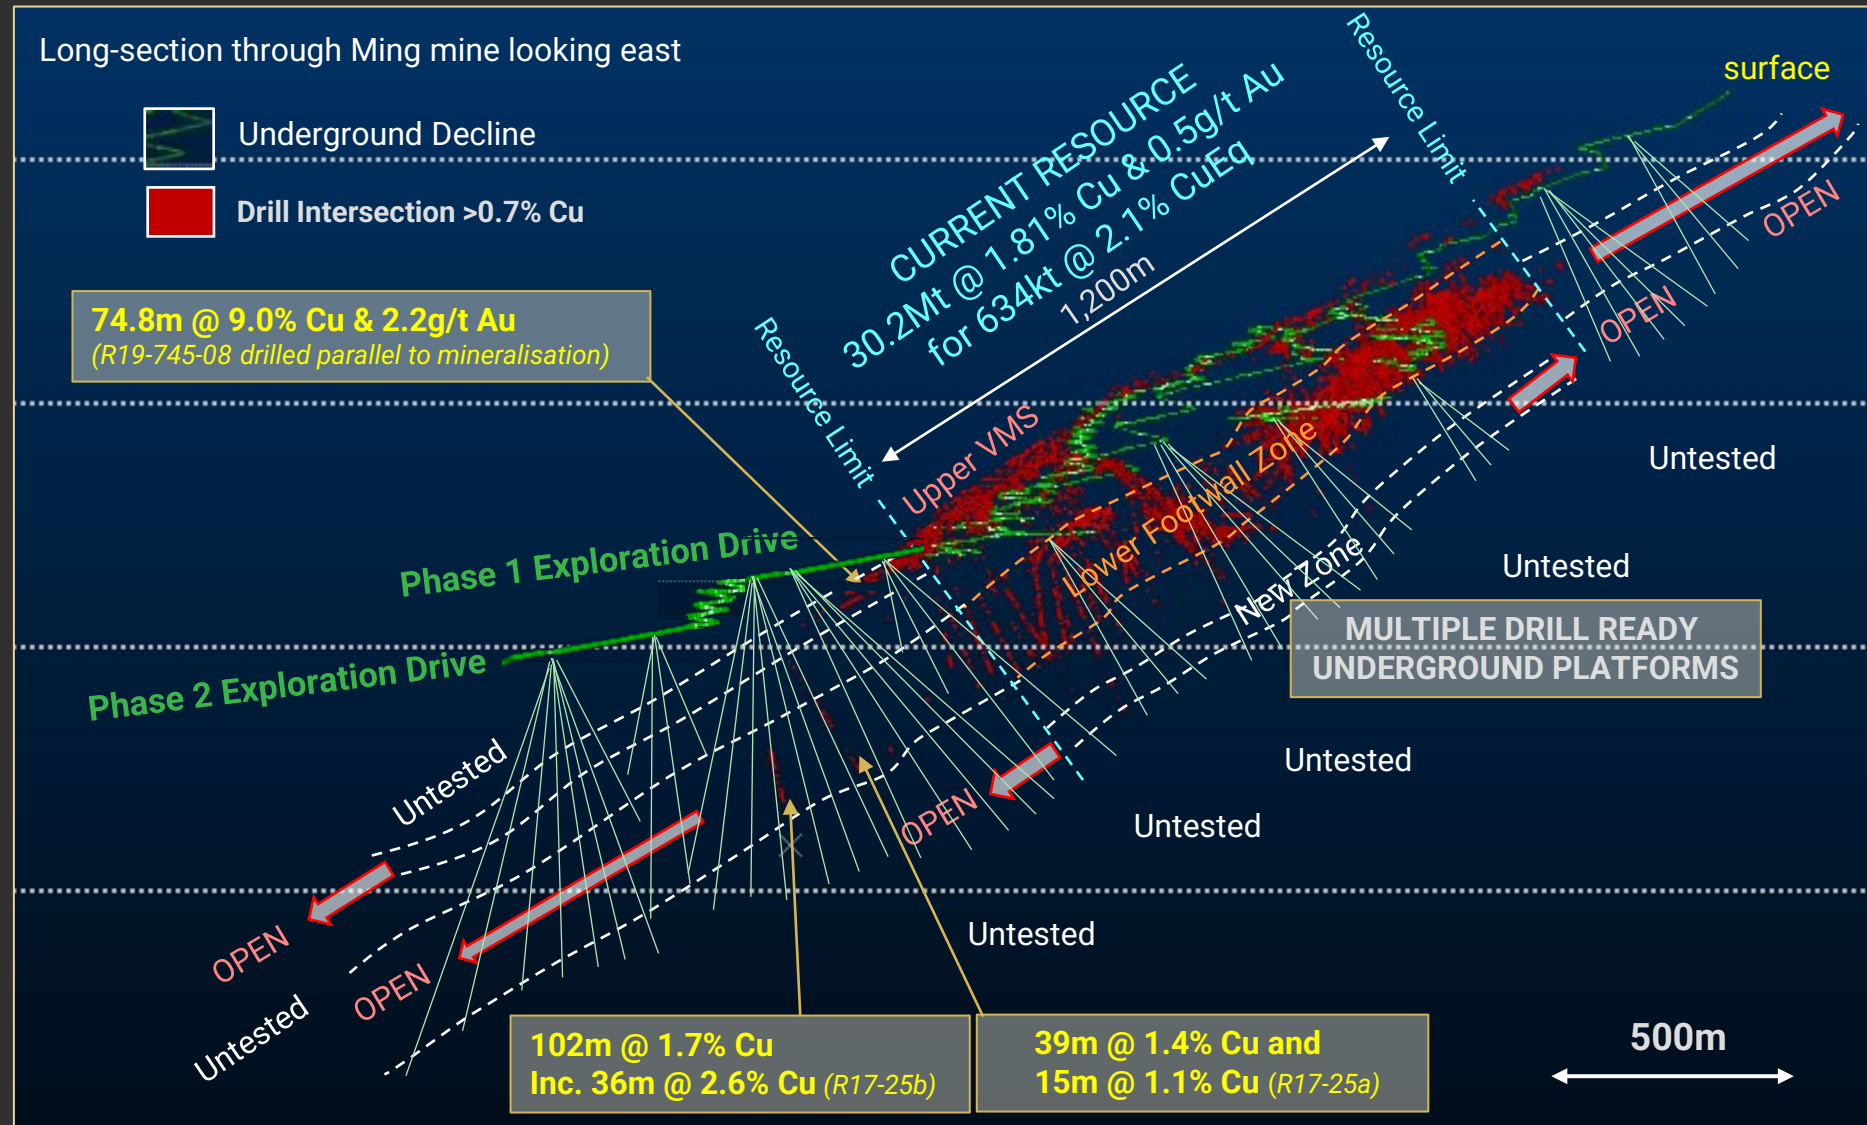 Long-section through Ming mine looking east
surface
Underground Decline
Drill Intersection >0.7% Cu
Resource Limit
CURRENT RESOURCE
30.2Mt @ 1.81% Cu & 0.5g/t Au
for 634kt @ 2.1% CuEq
1,200m
OPEN
OPEN
74.8m @ 9.0% Cu & 2.2g/t Au
(R19-745-08 drilled parallel to mineralisation)
Resource Limit
Upper VMS
Lower Footwall Zone
New Zone
Untested
Untested
Phase 1 Exploration Drive
MULTIPLE DRILL READY
UNDERGROUND PLATFORMS
Phase 2 Exploration Drive
Untested
Untested
OPEN
Untested
Untested
OPEN
OPEN
Untested
102m @ 1.7% Cu
Inc. 36m @ 2.6% Cu (R17-25b)
39m @ 1.4% Cu and
15m @ 1.1% Cu (R17-25a)
500m